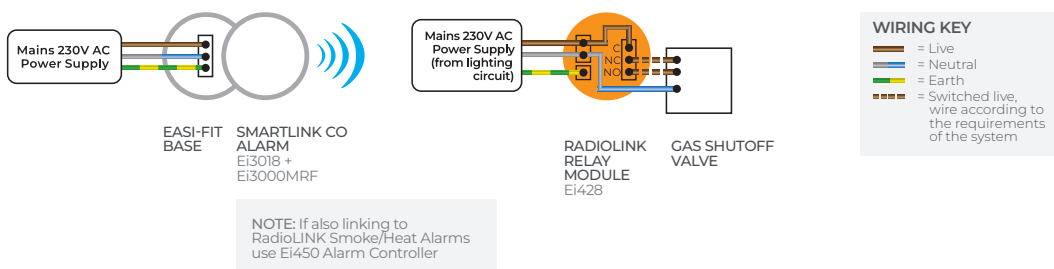 Mains 230V AC
Power Supply
EASI-FIT
BASE
SMARTLINK CO
ALARM
Ei3018 +
Ei3000MRF
NOTE: If also linking to
RadioLINK Smoke/Heat Alarms
use Ei450 Alarm Controller
Mains 230V AC
Power Supply
(from lighting
circuit)
C
NC
NO
RADIOLINK
RELAY
MODULE
Ei428
GAS SHUTOFF
VALVE
WIRING KEY
= Live
= Neutral
= Earth
= Switched live,
wire according to
the requirements
of the system